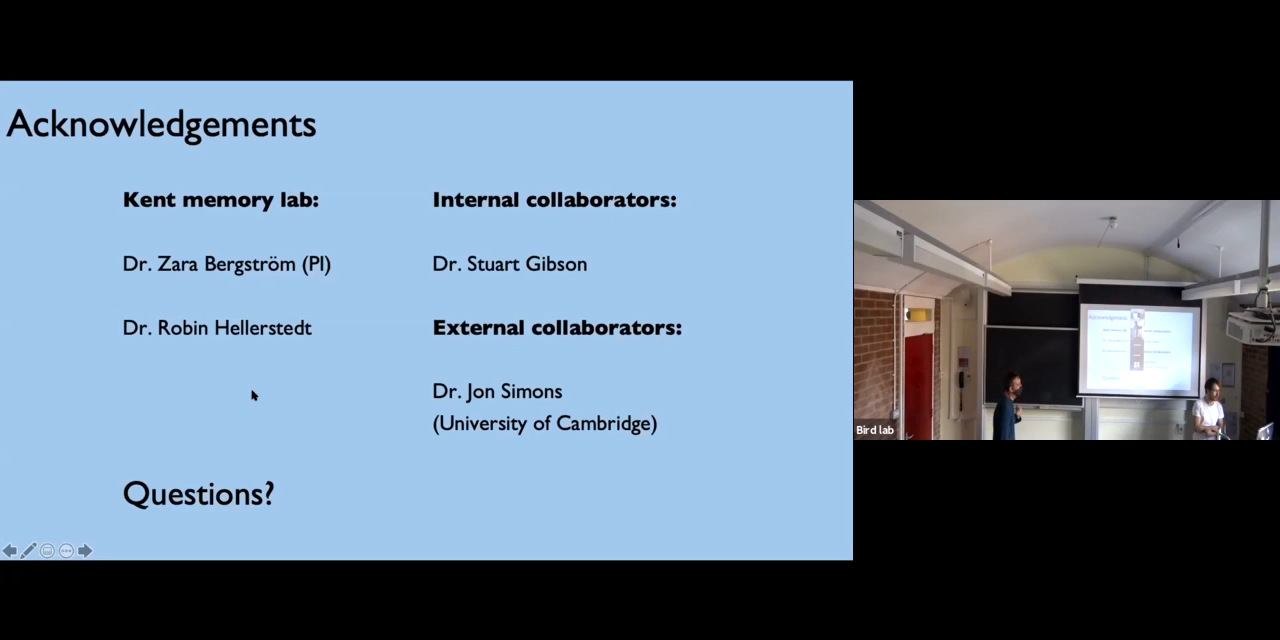 Acknowledgements
Kent memory lab:
Dr. Zara Bergström (PI)
Dr. Robin Hellerstedt
Internal collaborators:
Dr. Stuart Gibson
External collaborators:
Dr. Jon Simons
(University of Cambridge)
Questions?
Bird lab
Acknowledgements